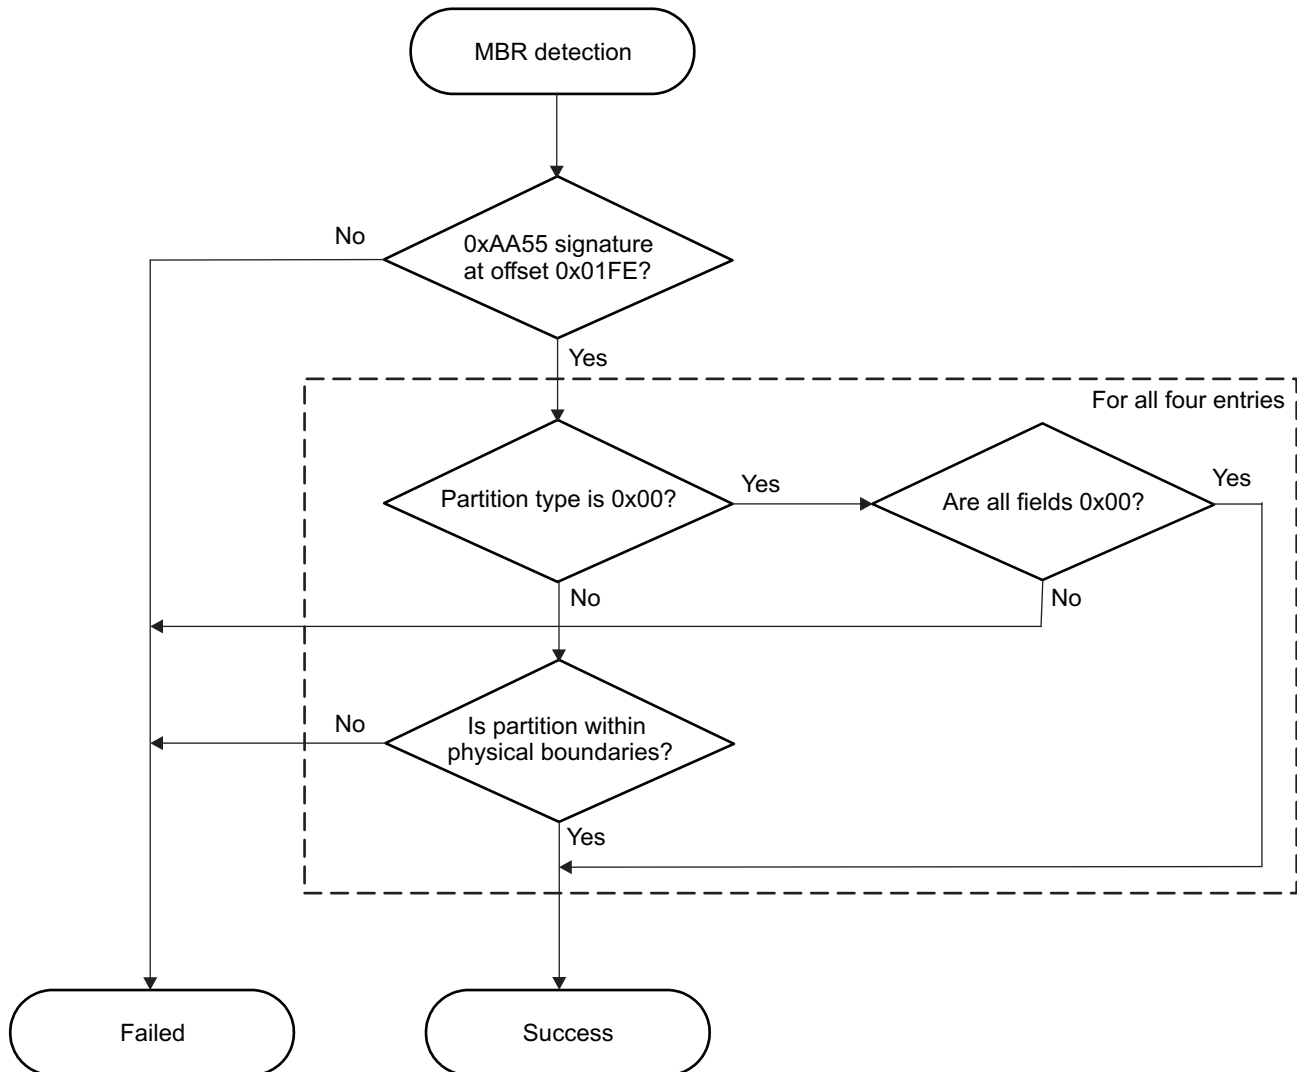 MBR detection
No
0xAA55 signature
at offset 0x01FE?
Yes
For all four entries
Partition type is 0x00?
Yes
Are all fields 0x00?
Yes
No
No
No
Is partition within
physical boundaries?
Yes
Failed
Success